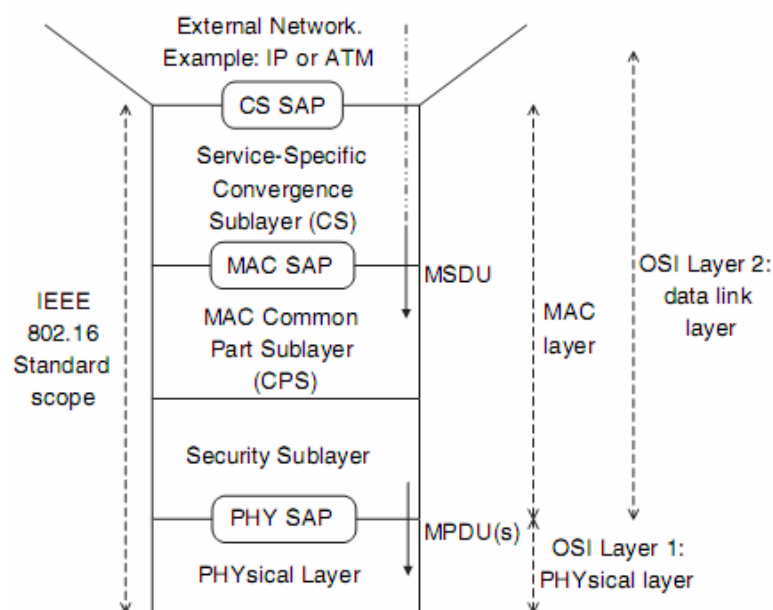 External Network.
Example: IP or ATM
CS SAP
Service-Specific
Convergence
Sublayer (CS)
MAC SAP
MSDU
MAC Common
Part Sublayer
(CPS)
Security Sublayer
PHY SAP
MPDU(s)
PHYsical Layer
IEEE
802.16
Standard
scope
MAC
layer
OSI Layer 2:
data link
layer
OSI Layer 1:
PHYsical layer